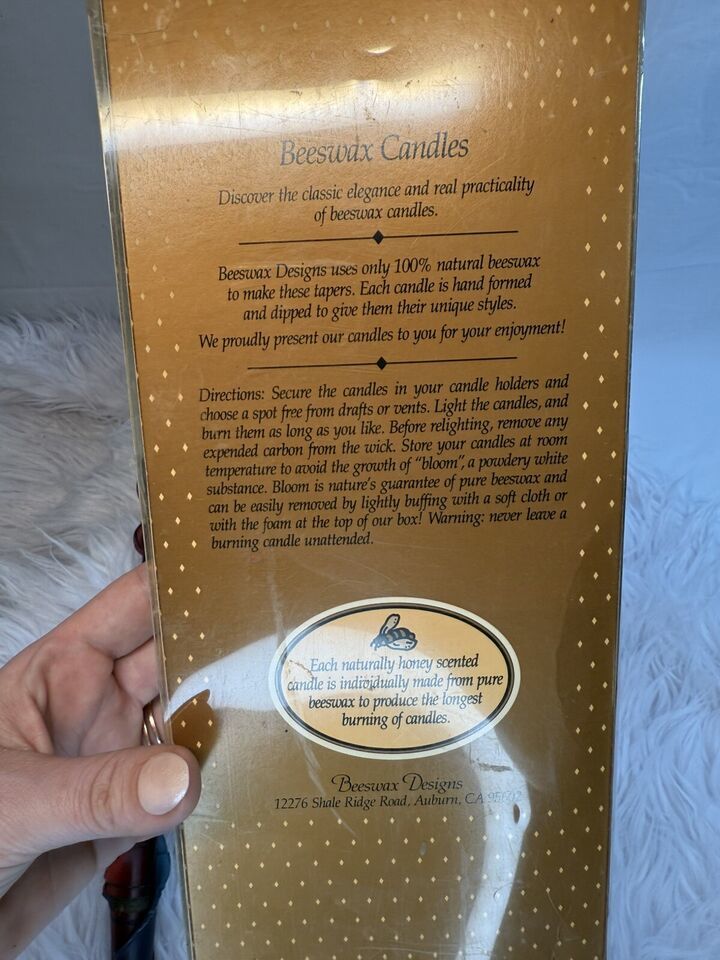 Beeswax Candles
Discover the classic elegance and real practicality
of beeswax candles.
Beeswax Designs uses only 100% natural beeswax
to make these tapers. Each candle is hand formed
and dipped to give them their unique styles.
We proudly present our candles to you for your enjoyment!
Directions: Secure the candles in your candle holders and
choose a spot free from drafts or vents. Light the candles, and
burn them as long as you like. Before relighting, remove any
expended carbon from the wick. Store your candles at room
temperature to avoid the growth of “bloom”, a powdery white
substance. Bloom is nature's guarantee of pure beeswax and
can be easily removed by lightly buffing with a soft cloth or
with the foam at the top of our box! Warning: never leave a
burning candle unattended.
Each naturally honey scented
candle is individually made from pure
beeswax to produce the longest
burning of candles.
Beeswax Designs
12276 Shale Ridge Road, Auburn, CA